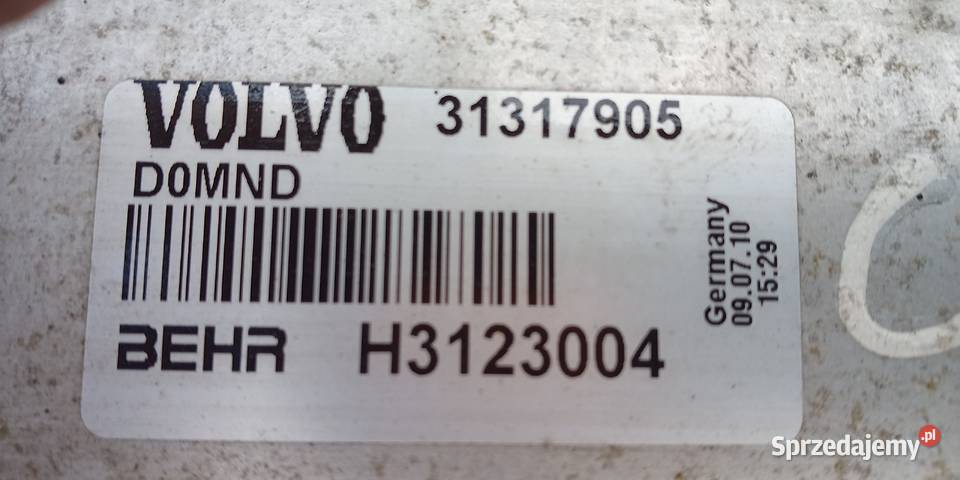 VOLVO 31317905
D0MND
BEHR H3123004
Germany
09.07.10
15:29
Sprzedajemy.pl